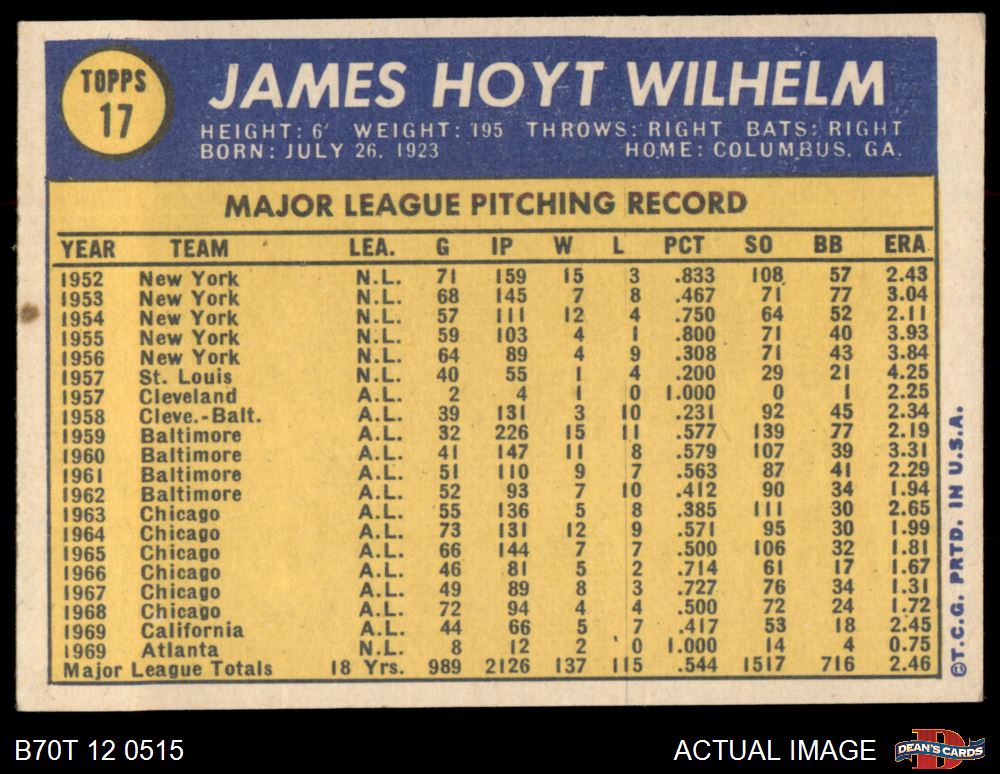 TOPPS
17
JAMES HOYT WILHELM
HEIGHT: 6' WEIGHT: 195 THROWS: RIGHT BATS: RIGHT
BORN: JULY 26, 1923 HOME: COLUMBUS, GA.
MAJOR LEAGUE PITCHING RECORD
YEAR TEAM LEA. G IP W L PCT SO BB ERA
1952 New York N.L. 71 159 15 3 .833 108 57 2.43
1953 New York N.L. 68 145 7 8 .467 71 77 3.04
1954 New York N.L. 57 111 12 4 .750 64 52 2.11
1955 New York N.L. 59 103 4 1 .800 71 40 3.93
1956 New York N.L. 64 89 4 9 .308 71 43 3.84
1957 St. Louis N.L. 40 55 1 4 .200 29 21 4.25
1957 Cleveland A.L. 2 4 1 0 1.000 0 1 2.25
1958 Cleve.-Balt. A.L. 39 131 3 10 .231 92 45 2.34
1959 Baltimore A.L. 32 226 15 11 .577 139 77 2.19
1960 Baltimore A.L. 41 147 11 8 .579 107 39 3.31
1961 Baltimore A.L. 51 110 9 7 .563 87 41 2.29
1962 Baltimore A.L. 52 93 7 10 .412 90 34 1.94
1963 Chicago A.L. 55 136 5 8 .385 111 30 2.65
1964 Chicago A.L. 73 131 12 9 .571 95 30 1.99
1965 Chicago A.L. 66 144 7 7 .500 106 32 1.81
1966 Chicago A.L. 46 81 5 2 .714 61 17 1.67
1967 Chicago A.L. 49 89 8 3 .727 76 34 1.31
1968 Chicago A.L. 72 94 4 4 .500 72 24 1.72
1969 California A.L. 44 66 5 7 .417 53 18 2.45
1969 Atlanta N.L. 8 12 2 0 1.000 14 4 0.75
Major League Totals 18 Yrs. 989 2126 137 115 .544 1517 716 2.46
©T.C.G. PRTD. IN U.S.A.
B70T 12 0515
ACTUAL IMAGE
D
DEAN'S CARDS